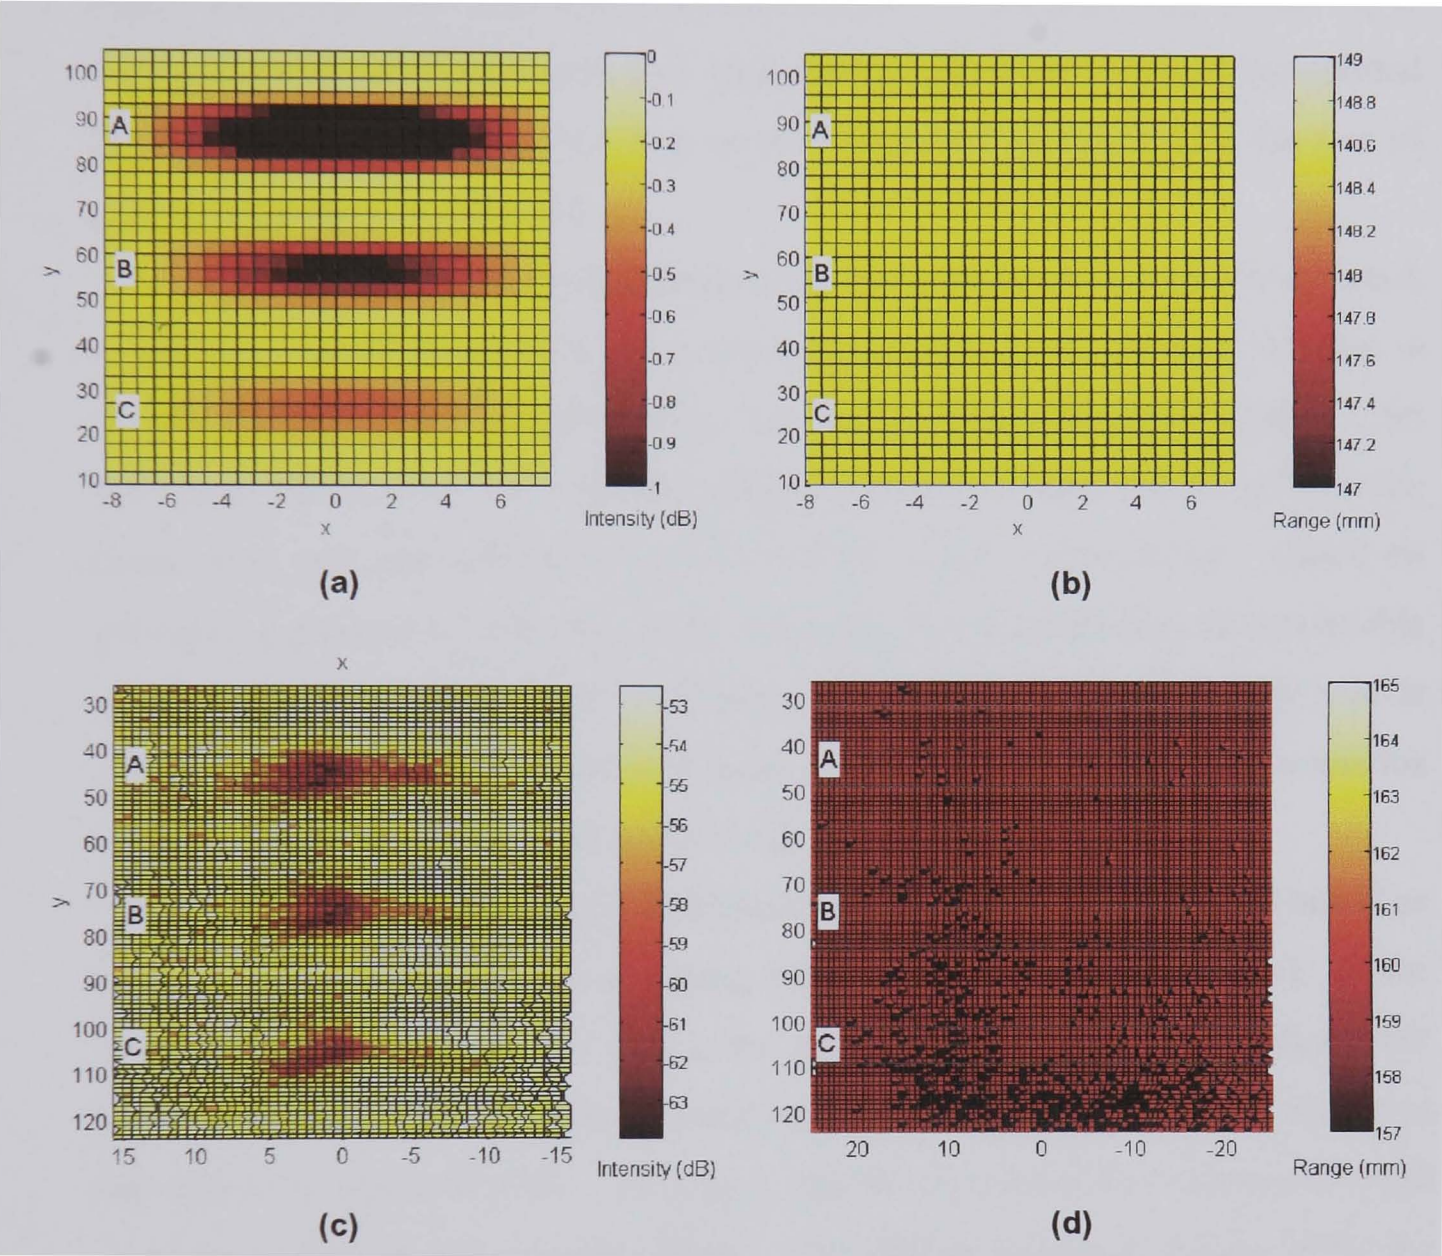 100
90
80
70
60
50
40
30
20
10
y
A
B
C
-8 -6 -4 -2 0 2 4 6
x
0
-0.1
-0.2
-0.3
-0.4
-0.5
-0.6
-0.7
-0.8
-0.9
-1
Intensity (dB)
(a)
100
90
80
70
60
50
40
30
20
10
y
A
B
C
-8 -6 -4 -2 0 2 4 6
x
149
148.8
140.6
148.4
148.2
148
147.8
147.6
147.4
147.2
147
Range (mm)
(b)
x
30
40
50
60
70
80
90
100
110
120
y
A
B
C
15 10 5 0 -5 -10 -15
-53
-54
-55
-56
-57
-58
-59
-60
-61
-62
-63
Intensity (dB)
(c)
30
40
50
60
70
80
90
100
110
120
A
B
C
20 10 0 -10 -20
165
164
163
162
161
160
159
158
157
Range (mm)
(d)